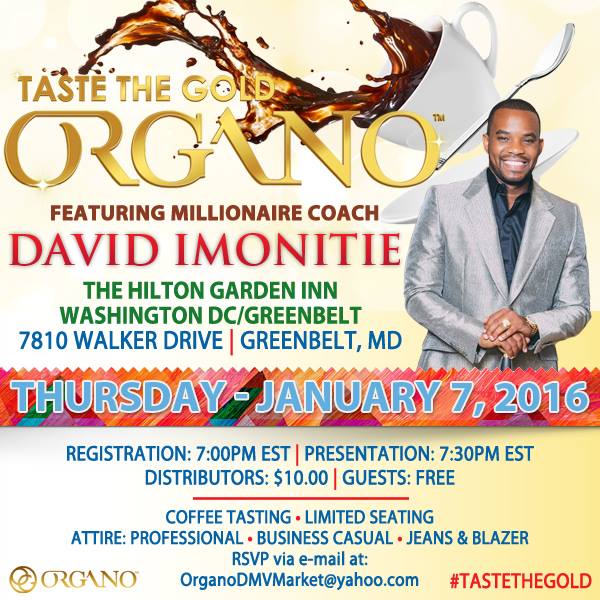 TASTE THE GOLD
ORGANO™
FEATURING MILLIONAIRE COACH
DAVID IMONITIE
THE HILTON GARDEN INN
WASHINGTON DC/GREENBELT
7810 WALKER DRIVE | GREENBELT, MD
THURSDAY - JANUARY 7, 2016
REGISTRATION: 7:00PM EST | PRESENTATION: 7:30PM EST
DISTRIBUTORS: $10.00 | GUESTS: FREE
COFFEE TASTING • LIMITED SEATING
ATTIRE: PROFESSIONAL • BUSINESS CASUAL • JEANS & BLAZER
RSVP via e-mail at:
OrganoDMVMarket@yahoo.com
ORGANO
#TASTETHEGOLD